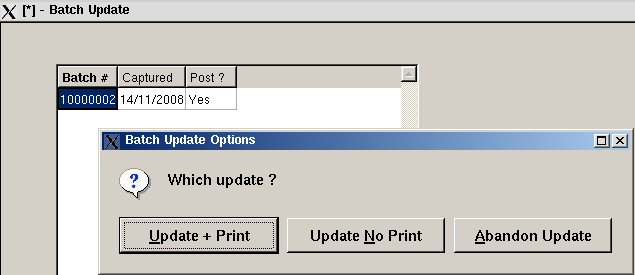 [*] - Batch Update
Batch # Captured Post ?
10000002 14/11/2008 Yes
Batch Update Options
Which update ?
Update + Print Update No Print Abandon Update